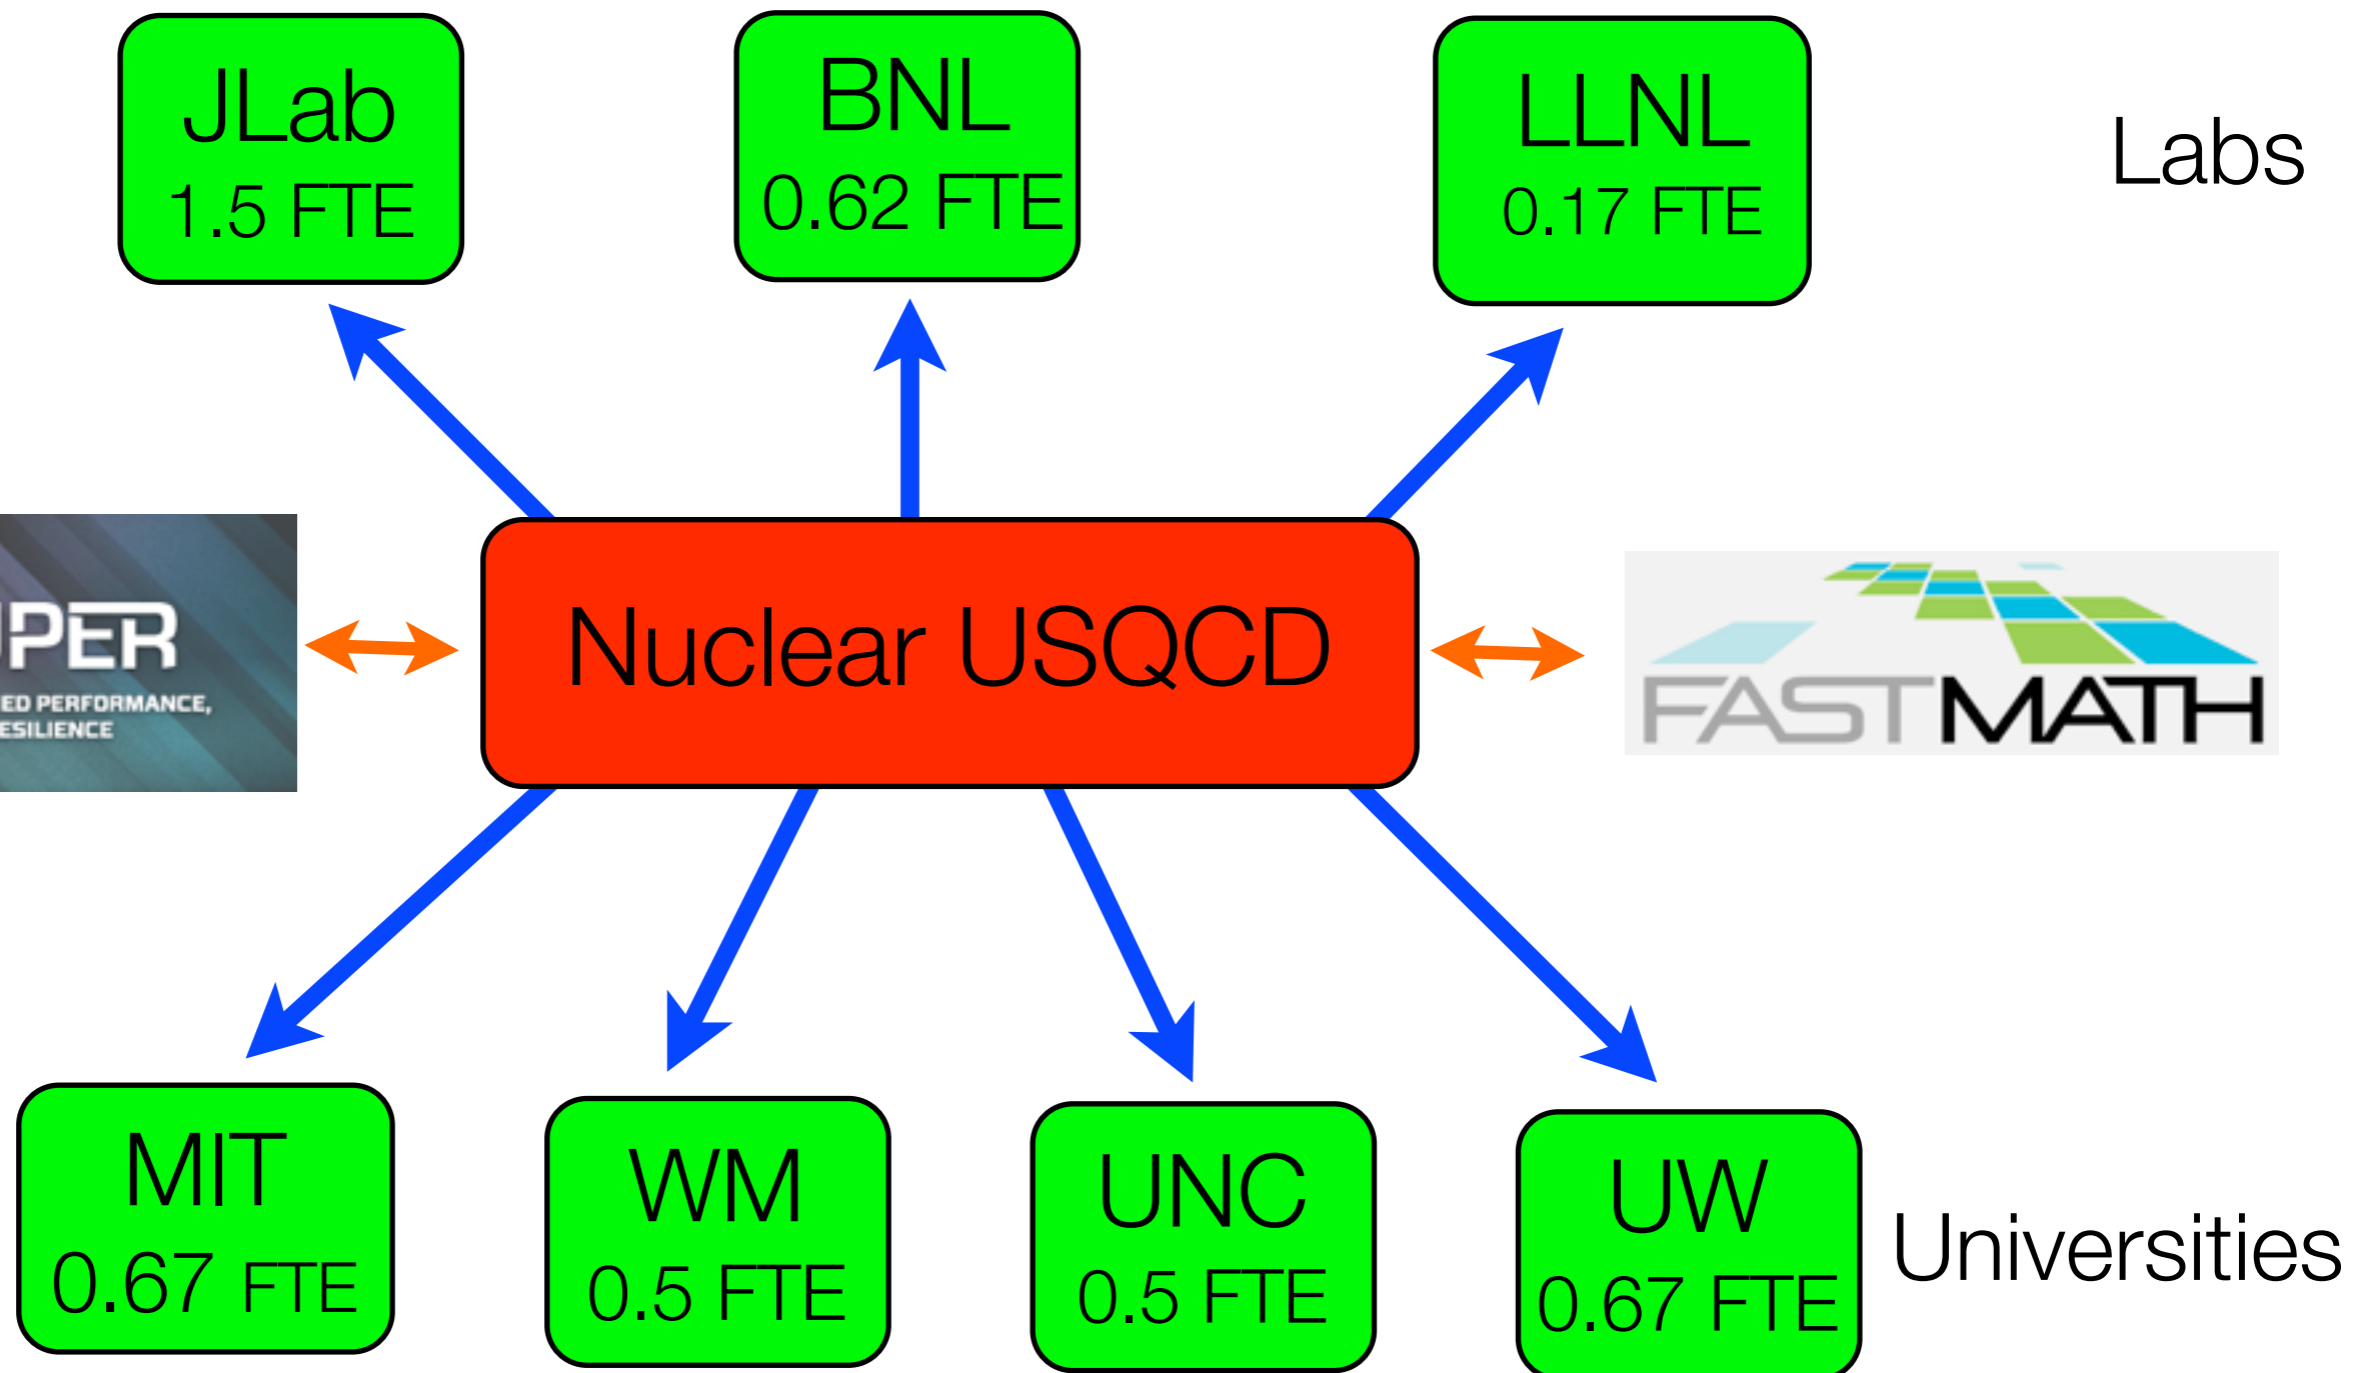 JLab
1.5 FTE
BNL
0.62 FTE
LLNL
0.17 FTE
Labs
UPER
ED PERFORMANCE,
ESILIENCE
Nuclear USQCD
FASTMATH
MIT
0.67 FTE
WM
0.5 FTE
UNC
0.5 FTE
UW
0.67 FTE
Universities